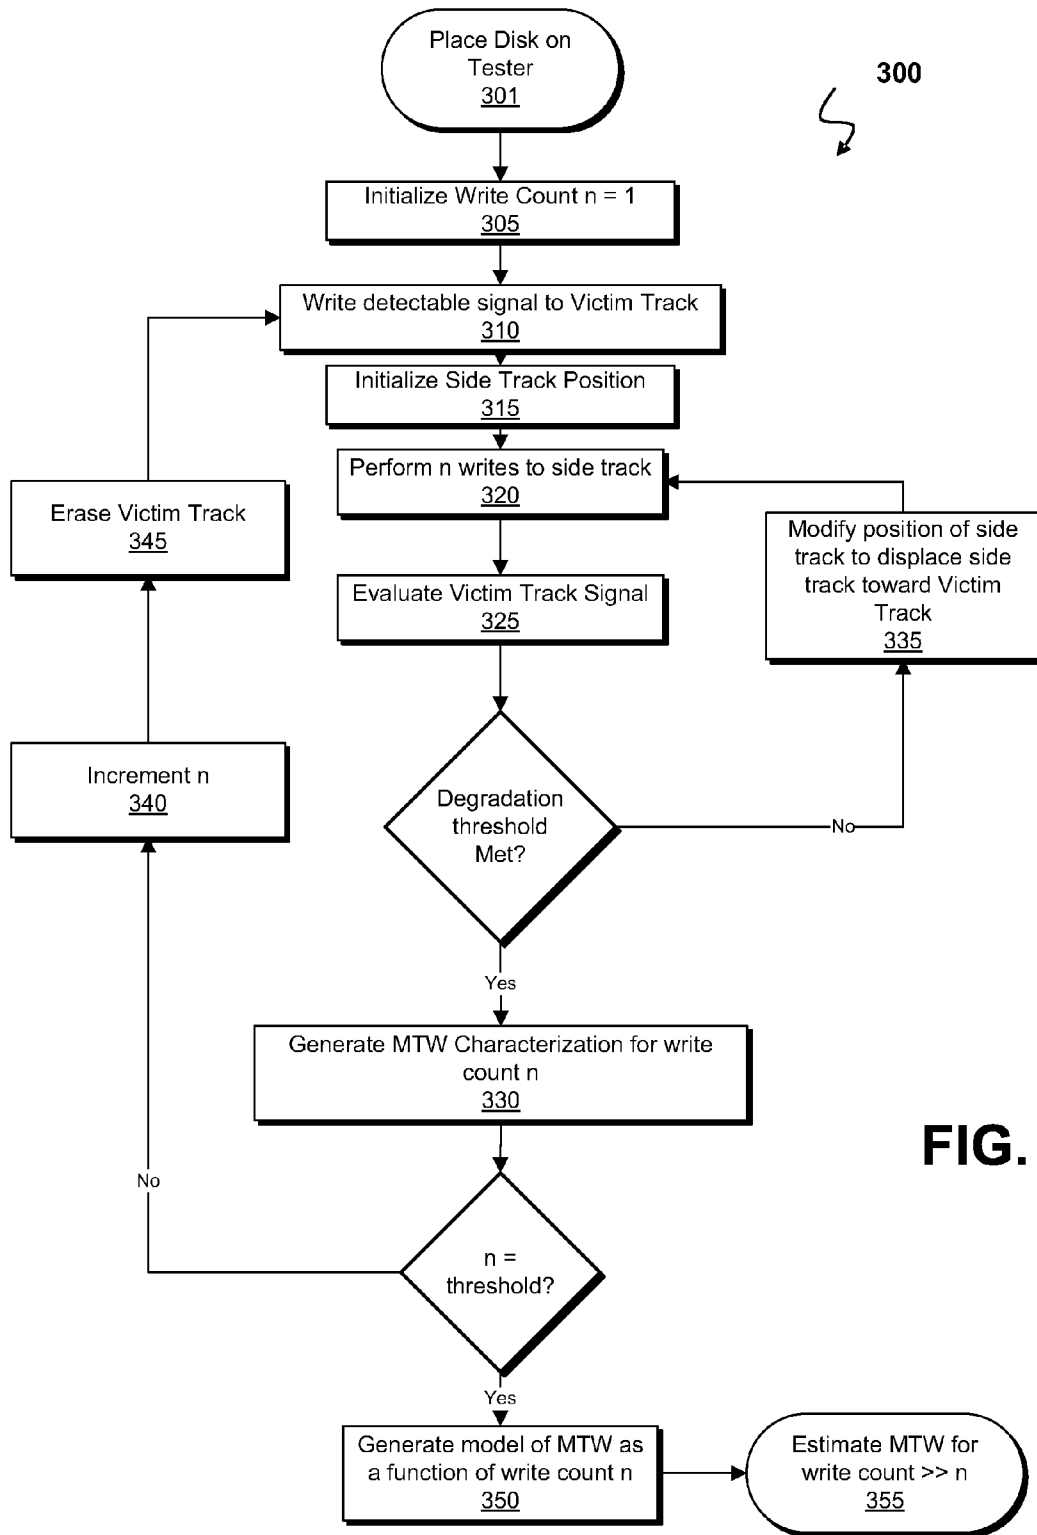 Place Disk on
Tester
301
300
Initialize Write Count n = 1
305
Write detectable signal to Victim Track
310
Initialize Side Track Position
315
Perform n writes to side track
320
Erase Victim Track
345
Modify position of side
track to displace side
track toward Victim
Track
335
Evaluate Victim Track Signal
325
Increment n
340
Degradation
threshold
Met?
No
Yes
Generate MTW Characterization for write
count n
330
FIG.
No
n =
threshold?
Yes
Generate model of MTW as
a function of write count n
350
Estimate MTW for
write count >> n
355